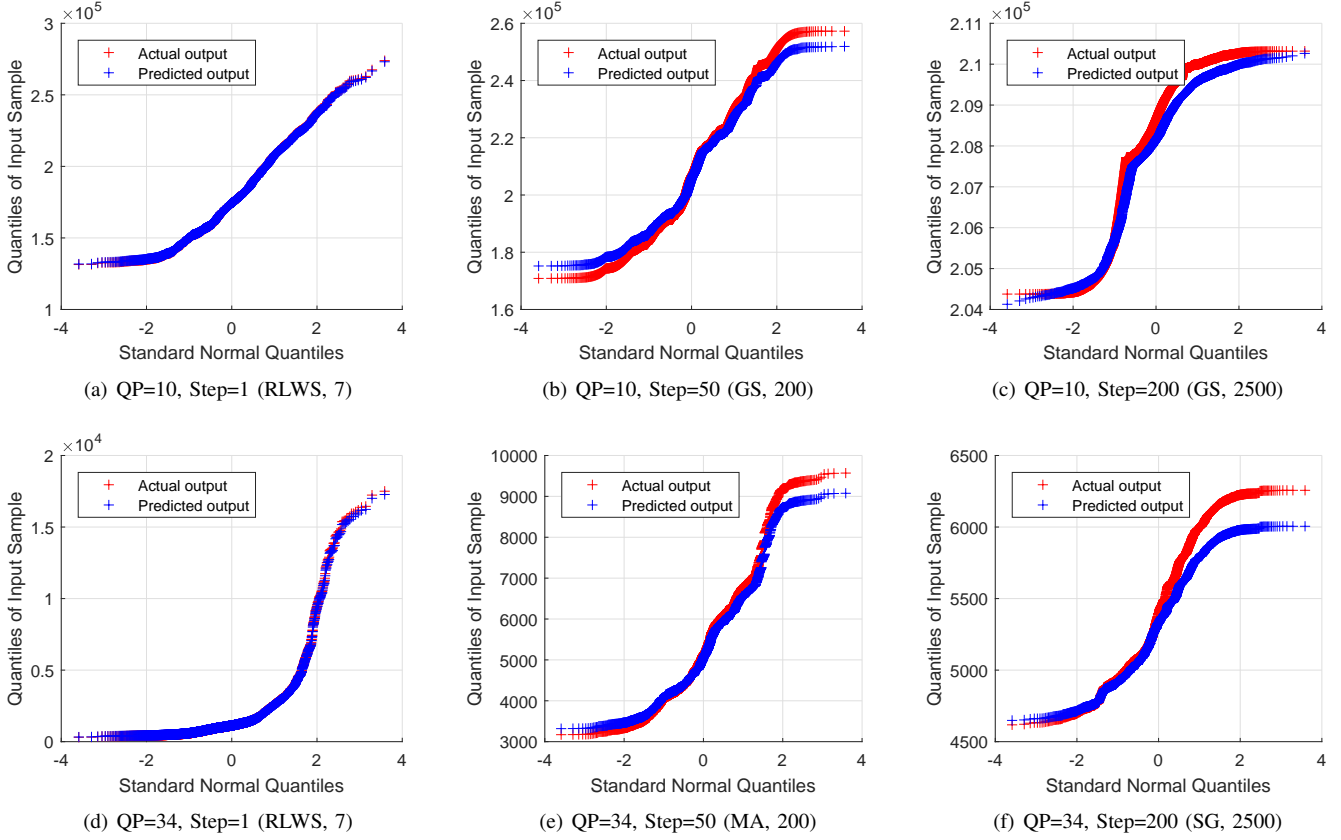 ×10^5
3
2.5
2
1.5
1
Quantiles of Input Sample
Actual output
Predicted output
-4 -2 0 2 4
Standard Normal Quantiles
(a) QP=10, Step=1 (RLWS, 7)
×10^5
2.6
2.4
2.2
2
1.8
1.6
Quantiles of Input Sample
Actual output
Predicted output
-4 -2 0 2 4
Standard Normal Quantiles
(b) QP=10, Step=50 (GS, 200)
×10^5
2.11
2.1
2.09
2.08
2.07
2.06
2.05
2.04
Quantiles of Input Sample
Actual output
Predicted output
-4 -2 0 2 4
Standard Normal Quantiles
(c) QP=10, Step=200 (GS, 2500)
×10^4
2
1.5
1
0.5
0
Quantiles of Input Sample
Actual output
Predicted output
-4 -2 0 2 4
Standard Normal Quantiles
(d) QP=34, Step=1 (RLWS, 7)
10000
9000
8000
7000
6000
5000
4000
3000
Quantiles of Input Sample
Actual output
Predicted output
-4 -2 0 2 4
Standard Normal Quantiles
(e) QP=34, Step=50 (MA, 200)
6500
6000
5500
5000
4500
Quantiles of Input Sample
Actual output
Predicted output
-4 -2 0 2 4
Standard Normal Quantiles
(f) QP=34, Step=200 (SG, 2500)